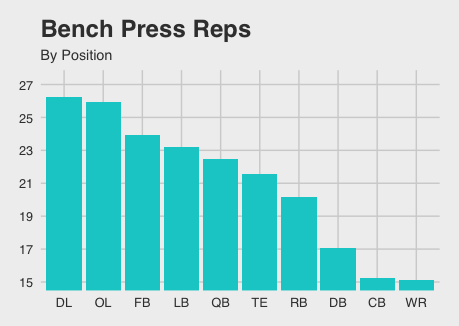 Bench Press Reps
By Position
27
25
23
21
19
17
15
DL OL FB LB QB TE RB DB CB WR